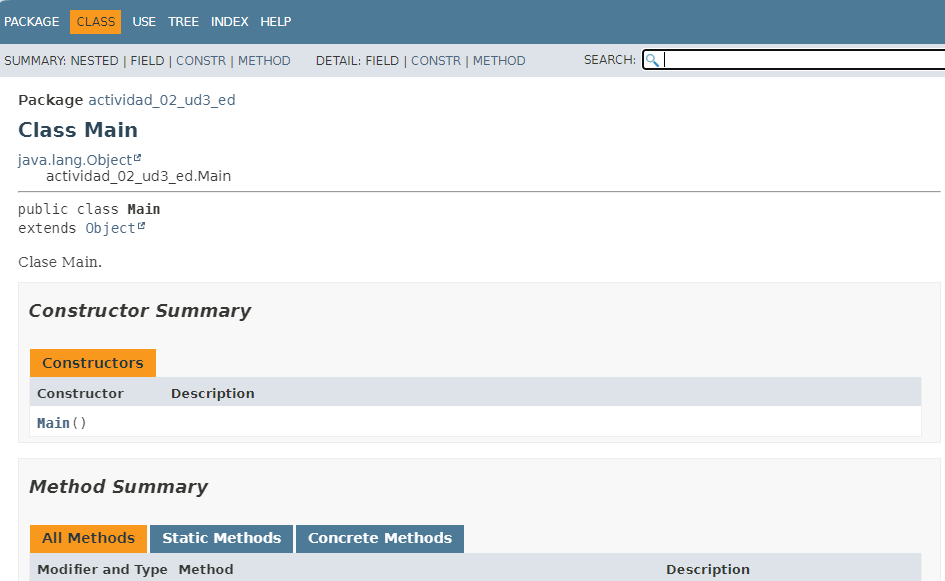 PACKAGE CLASS USE TREE INDEX HELP
SUMMARY: NESTED | FIELD | CONSTR | METHOD DETAIL: FIELD | CONSTR | METHOD SEARCH:
Package actividad_02_ud3_ed
Class Main
java.lang.Object
actividad_02_ud3_ed.Main
public class Main
extends Object
Clase Main.
Constructor Summary
Constructors
Constructor Description
Main()
Method Summary
All Methods Static Methods Concrete Methods
Modifier and Type Method Description